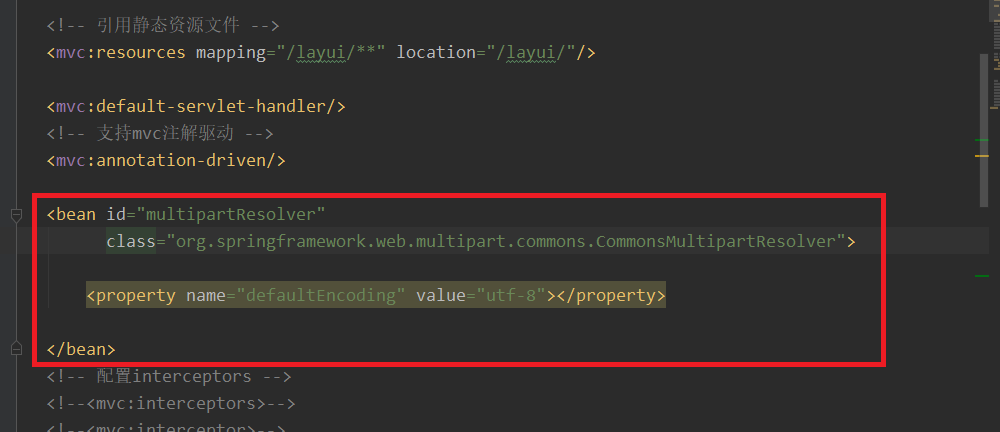 <!-- 引用静态资源文件 -->
<mvc:resources mapping="/layui/**" location="/layui/"/>
<mvc:default-servlet-handler/>
<!-- 支持mvc注解驱动 -->
<mvc:annotation-driven/>
<bean id="multipartResolver"
class="org.springframework.web.multipart.commons.CommonsMultipartResolver">
<property name="defaultEncoding" value="utf-8"></property>
</bean>
<!-- 配置interceptors -->
<!--<mvc:interceptors>-->
<!--<mvc:interceptor>-->